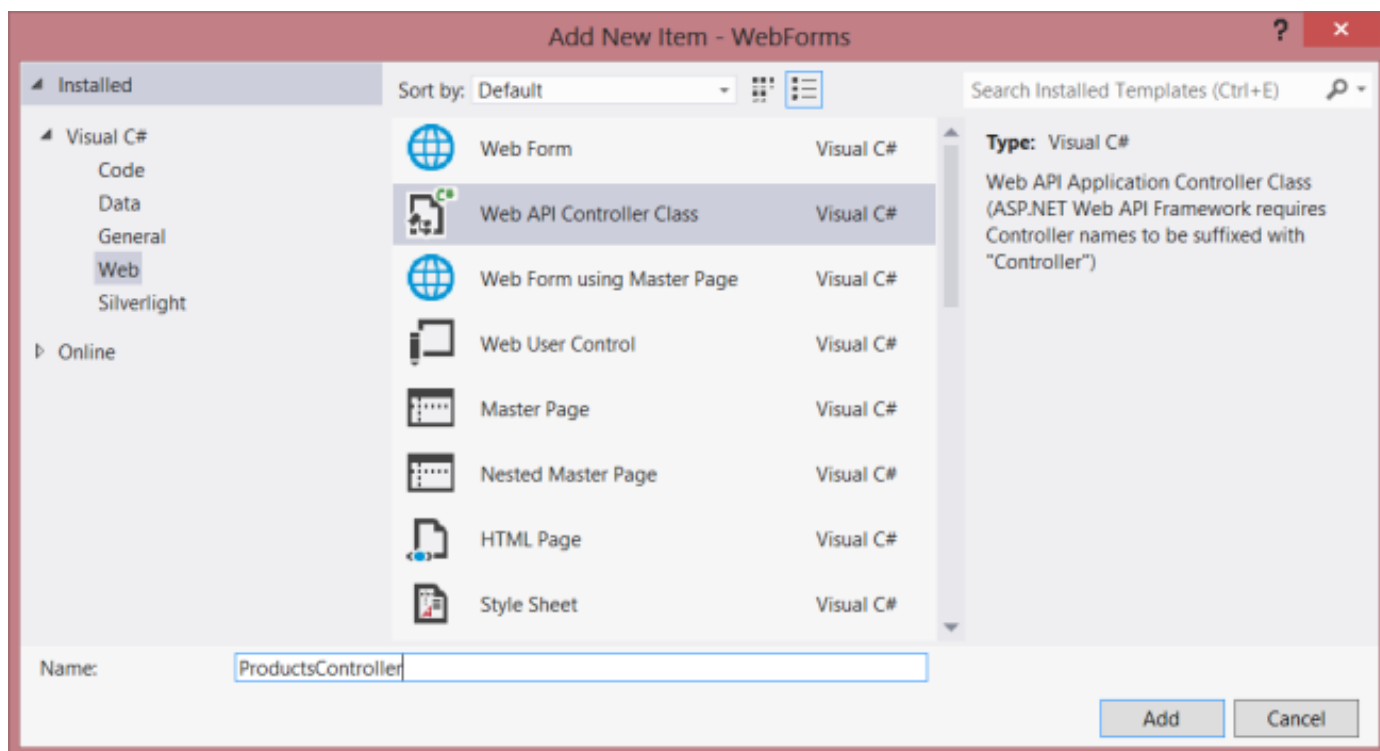 Add New Item - WebForms
?
Installed
Sort by: Default
Search Installed Templates (Ctrl+E)
Visual C#
Code
Data
General
Web
Silverlight
Online
Web Form Visual C#
C#
Web API Controller Class Visual C#
Web Form using Master Page Visual C#
Web User Control Visual C#
Master Page Visual C#
Nested Master Page Visual C#
HTML Page Visual C#
Style Sheet Visual C#
Type: Visual C#
Web API Application Controller Class
(ASP.NET Web API Framework requires
Controller names to be suffixed with
"Controller")
Name: ProductsController
Add Cancel